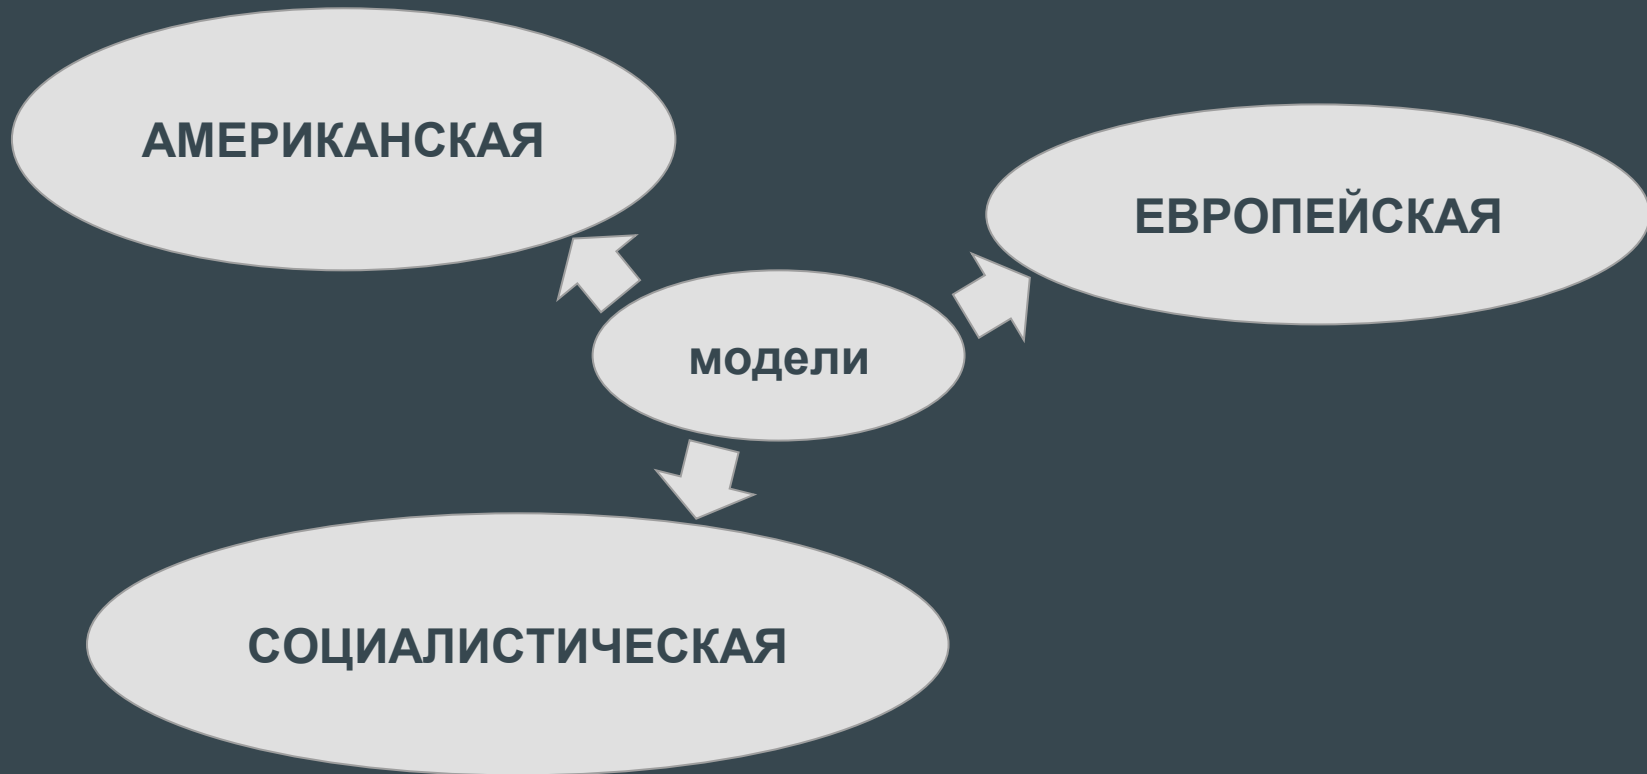 АМЕРИКАНСКАЯ
ЕВРОПЕЙСКАЯ
модели
СОЦИАЛИСТИЧЕСКАЯ